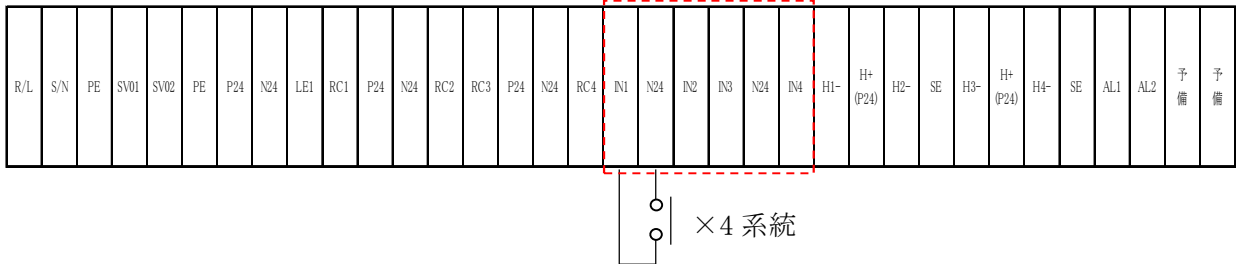 R/L S/N PE SV01 SV02 PE P24 N24 LE1 RC1 P24 N24 RC2 RC3 P24 N24 RC4 IN1 N24 IN2 IN3 N24 IN4 H1- H+ (P24) H2- SE H3- H+ (P24) H4- SE AL1 AL2 予備 予備
×4系統